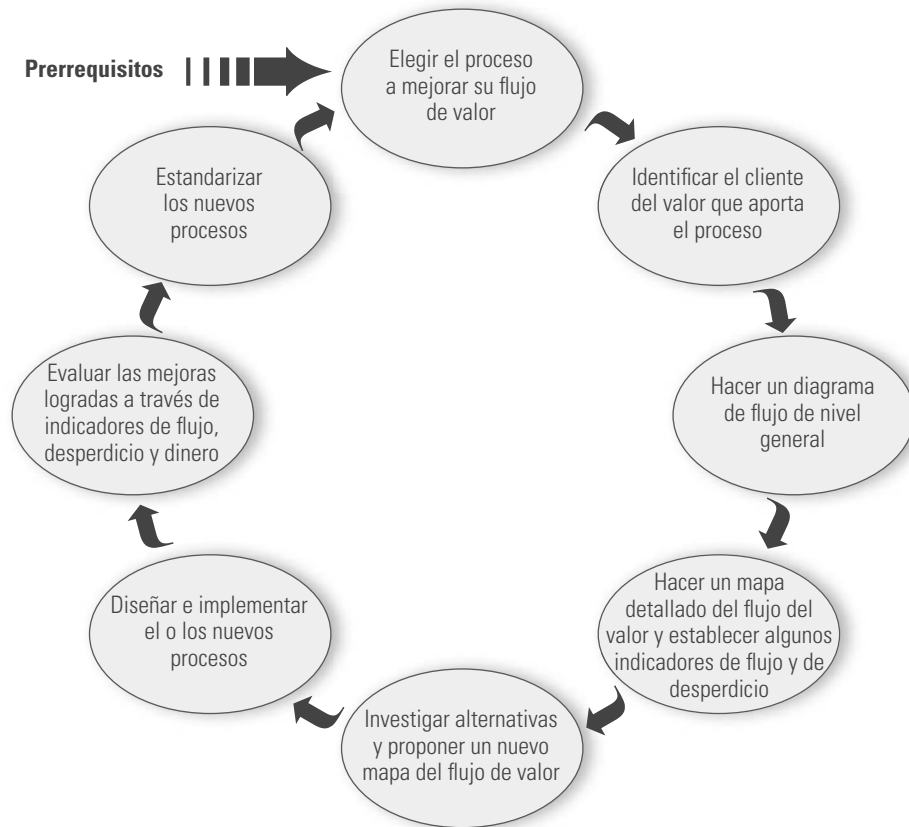 Prerrequisitos
Elegir el proceso
a mejorar su flujo
de valor
Identificar el cliente
del valor que aporta
el proceso
Hacer un diagrama
de flujo de nivel
general
Hacer un mapa
detallado del flujo del
valor y establecer algunos
indicadores de flujo y de
desperdicio
Investigar alternativas
y proponer un nuevo
mapa del flujo de valor
Diseñar e implementar
el o los nuevos
procesos
Evaluar las mejoras
logradas a través de
indicadores de flujo,
desperdicio y dinero
Estandarizar
los nuevos
procesos